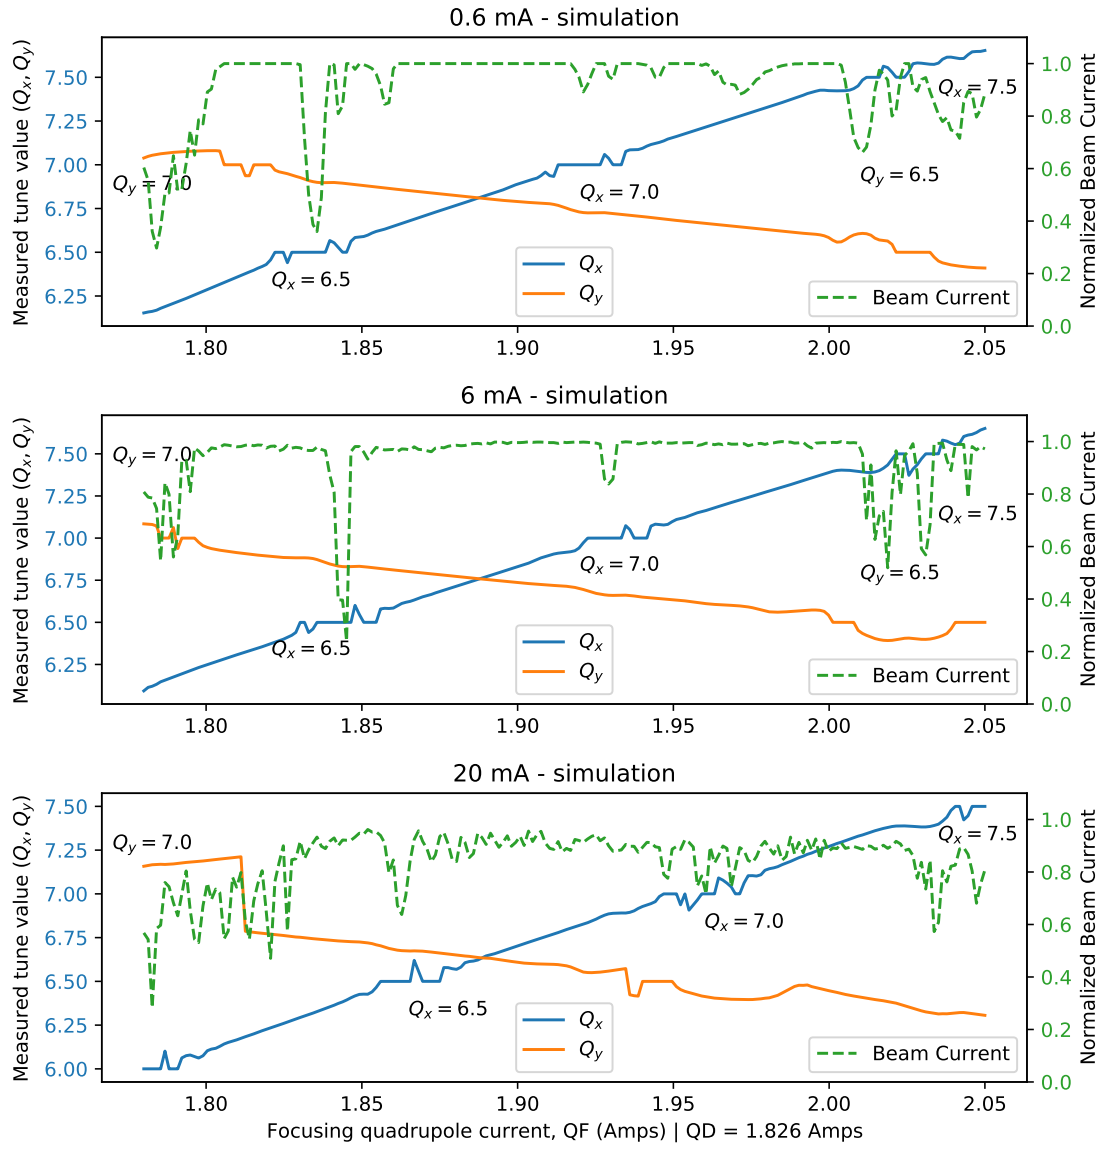 0.6 mA - simulation
Measured tune value (Qx, Qy)
7.50
7.25
7.00
6.75
6.50
6.25
Qy = 7.0
Qx = 6.5
Qx = 7.0
Qy = 6.5
Qx = 7.5
Qx
Qy
Beam Current
1.0
0.8
0.6
0.4
0.2
0.0
Normalized Beam Current
1.80 1.85 1.90 1.95 2.00 2.05
6 mA - simulation
Measured tune value (Qx, Qy)
7.50
7.25
7.00
6.75
6.50
6.25
Qy = 7.0
Qx = 6.5
Qx = 7.0
Qy = 6.5
Qx = 7.5
Qx
Qy
Beam Current
1.0
0.8
0.6
0.4
0.2
0.0
Normalized Beam Current
1.80 1.85 1.90 1.95 2.00 2.05
20 mA - simulation
Measured tune value (Qx, Qy)
7.50
7.25
7.00
6.75
6.50
6.25
6.00
Qy = 7.0
Qx = 6.5
Qx = 7.0
Qx = 7.5
Qx
Qy
Beam Current
1.0
0.8
0.6
0.4
0.2
0.0
Normalized Beam Current
1.80 1.85 1.90 1.95 2.00 2.05
Focusing quadrupole current, QF (Amps) | QD = 1.826 Amps